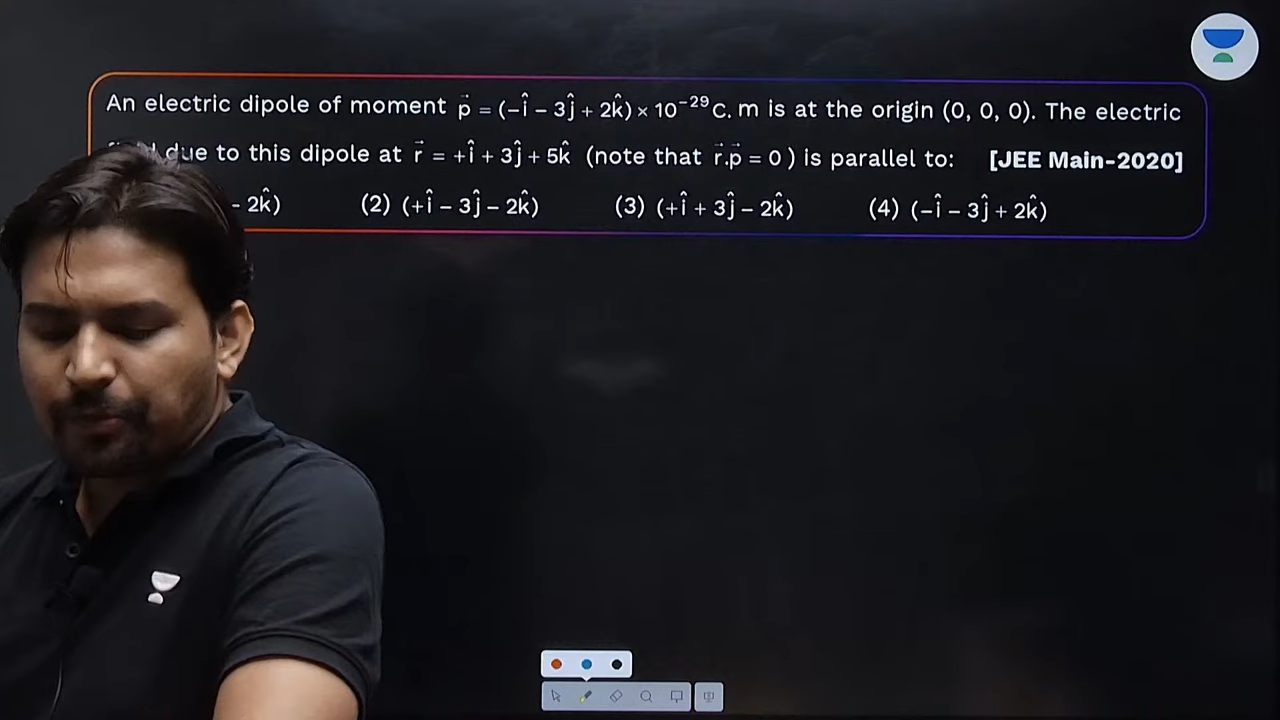 An electric dipole of moment p⃗ = (−î − 3ĵ + 2k̂) × 10⁻²⁹ C. m is at the origin (0, 0, 0). The electric
due to this dipole at r⃗ = +î + 3ĵ + 5k̂ (note that r⃗.p⃗ = 0 ) is parallel to: [JEE Main-2020]
- 2k̂) (2) (+î − 3ĵ − 2k̂) (3) (+î + 3ĵ − 2k̂) (4) (−î − 3ĵ + 2k̂)